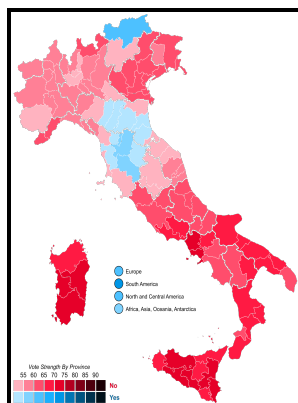 Europe
South America
North and Central America
Africa, Asia, Oceania, Antarctica
Vote Strength By Province
55 60 65 70 75 80 85 90
No
Yes